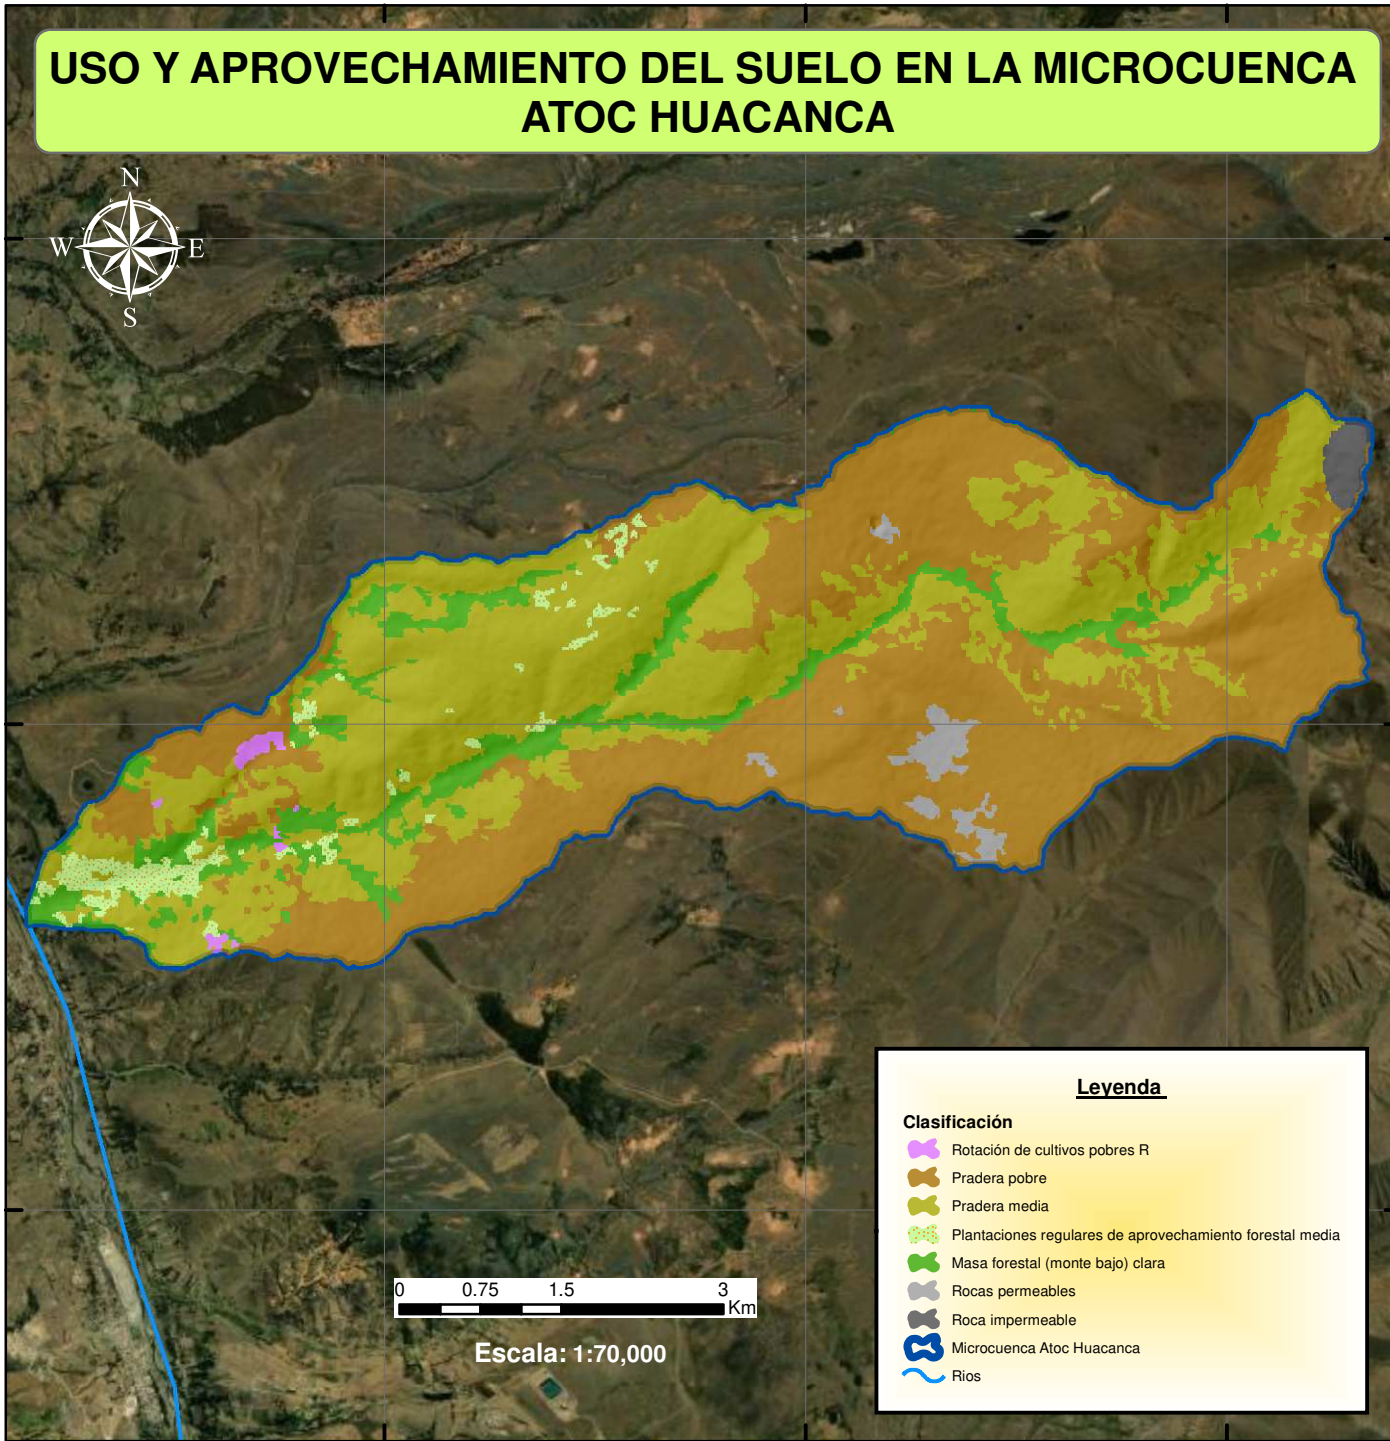 USO Y APROVECHAMIENTO DEL SUELO EN LA MICROCUENCA
ATOC HUACANCA
N
W
E
S
Leyenda
Clasificación
Rotación de cultivos pobres R
Pradera pobre
Pradera media
Plantaciones regulares de aprovechamiento forestal media
Masa forestal (monte bajo) clara
Rocas permeables
Roca impermeable
Microcuenca Atoc Huacanca
Rios
0 0.75 1.5 3
Km
Escala: 1:70,000